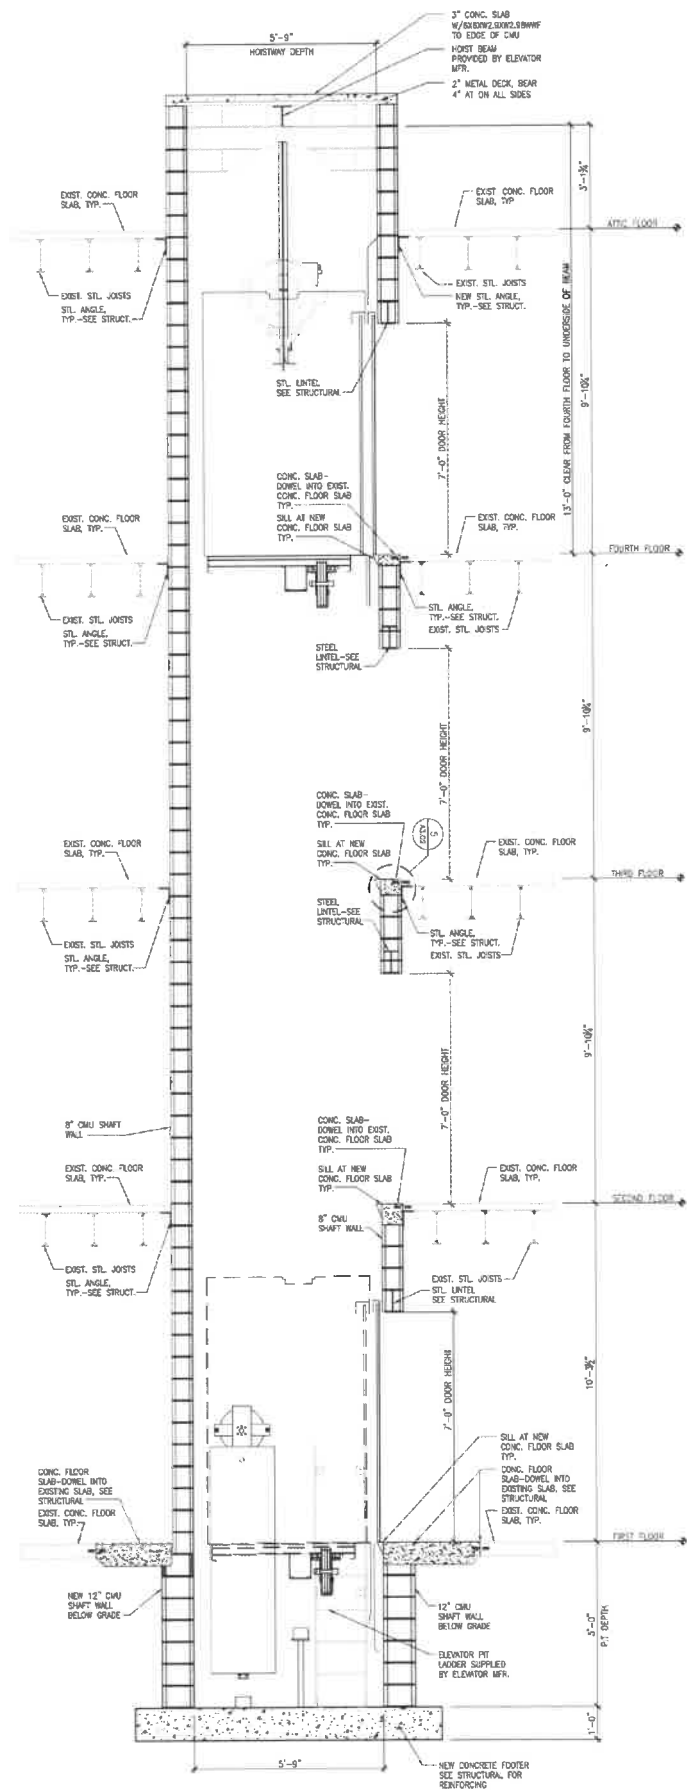 3" CONC. SLAB
TO EDGE OF CMU
5'-9"
HOISTWAY DEPTH
HOIST BEAM
PROVIDED BY ELEVATOR
MFR.
2" METAL DECK, BEAR
4" AT ON ALL SIDES
EXIST. CONC. FLOOR
SLAB, TYP.
EXIST. CONC. FLOOR
SLAB, TYP
3'-1¾"
ATTIC FLOOR
EXIST. STL. JOISTS
STL. ANGLE,
TYP.-SEE STRUCT.
EXIST. STL. JOISTS
NEW STL. ANGLE,
TYP.-SEE STRUCT.
13'-0" CLEAR FROM FOURTH FLOOR TO UNDERSIDE OF BEAM
STL. LINTEL
SEE STRUCTURAL
7'-0" DOOR HEIGHT
9'-10¼"
CONC. SLAB-
DOWEL INTO EXIST.
CONC. FLOOR SLAB
TYP.
SILL AT NEW
CONC. FLOOR SLAB
TYP.
EXIST. CONC. FLOOR
SLAB, TYP.
EXIST. CONC. FLOOR
SLAB, TYP.
FOURTH FLOOR
EXIST. STL. JOISTS
STL. ANGLE,
TYP.-SEE STRUCT.
STL. ANGLE,
TYP.-SEE STRUCT.
EXIST. STL. JOISTS
STEEL
LINTEL-SEE
STRUCTURAL
7'-0" DOOR HEIGHT
9'-10¼"
CONC. SLAB-
DOWEL INTO EXIST.
CONC. FLOOR SLAB
TYP.
SILL AT NEW
CONC. FLOOR SLAB
TYP.
5
A3.02
EXIST. CONC. FLOOR
SLAB, TYP.
EXIST. CONC. FLOOR
SLAB, TYP.
THIRD FLOOR
STEEL
LINTEL-SEE
STRUCTURAL
EXIST. STL. JOISTS
STL. ANGLE,
TYP.-SEE STRUCT.
STL. ANGLE,
TYP.-SEE STRUCT.
EXIST. STL. JOISTS
7'-0" DOOR HEIGHT
9'-10¼"
8" CMU SHAFT
WALL
CONC. SLAB-
DOWEL INTO EXIST.
CONC. FLOOR SLAB
TYP.
SILL AT NEW
CONC. FLOOR SLAB
TYP.
EXIST. CONC. FLOOR
SLAB, TYP.
EXIST. CONC. FLOOR
SLAB, TYP.
SECOND FLOOR
8" CMU
SHAFT WALL
EXIST. STL. JOISTS
STL. ANGLE,
TYP.-SEE STRUCT.
EXIST. STL. JOISTS
STL. LINTEL
SEE STRUCTURAL
7'-0" DOOR HEIGHT
10'-3½"
SILL AT NEW
CONC. FLOOR SLAB
TYP.
CONC. FLOOR
SLAB-DOWEL INTO
EXISTING SLAB, SEE
STRUCTURAL
EXIST. CONC. FLOOR
SLAB, TYP.
CONC. FLOOR
SLAB-DOWEL INTO
EXISTING SLAB, SEE
STRUCTURAL
EXIST. CONC. FLOOR
SLAB, TYP.
FIRST FLOOR
NEW 12" CMU
SHAFT WALL
BELOW GRADE
12" CMU
SHAFT WALL
BELOW GRADE
ELEVATOR PIT
LADDER SUPPLIED
BY ELEVATOR MFR.
5'-0"
PIT DEPTH
1'-0"
5'-9"
NEW CONCRETE FOOTER
SEE STRUCTURAL FOR
REINFORCING